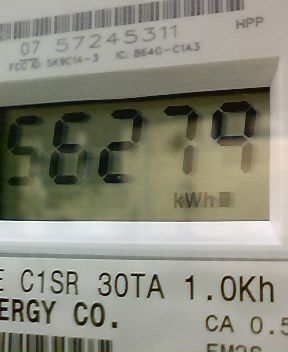 HPP
07 57245311
FCC ID: SK9C1A-3 IC: 864G-C1A3
56279
kWh
E C1SR 30TA 1.0Kh
ERGY CO.
CA 0.5